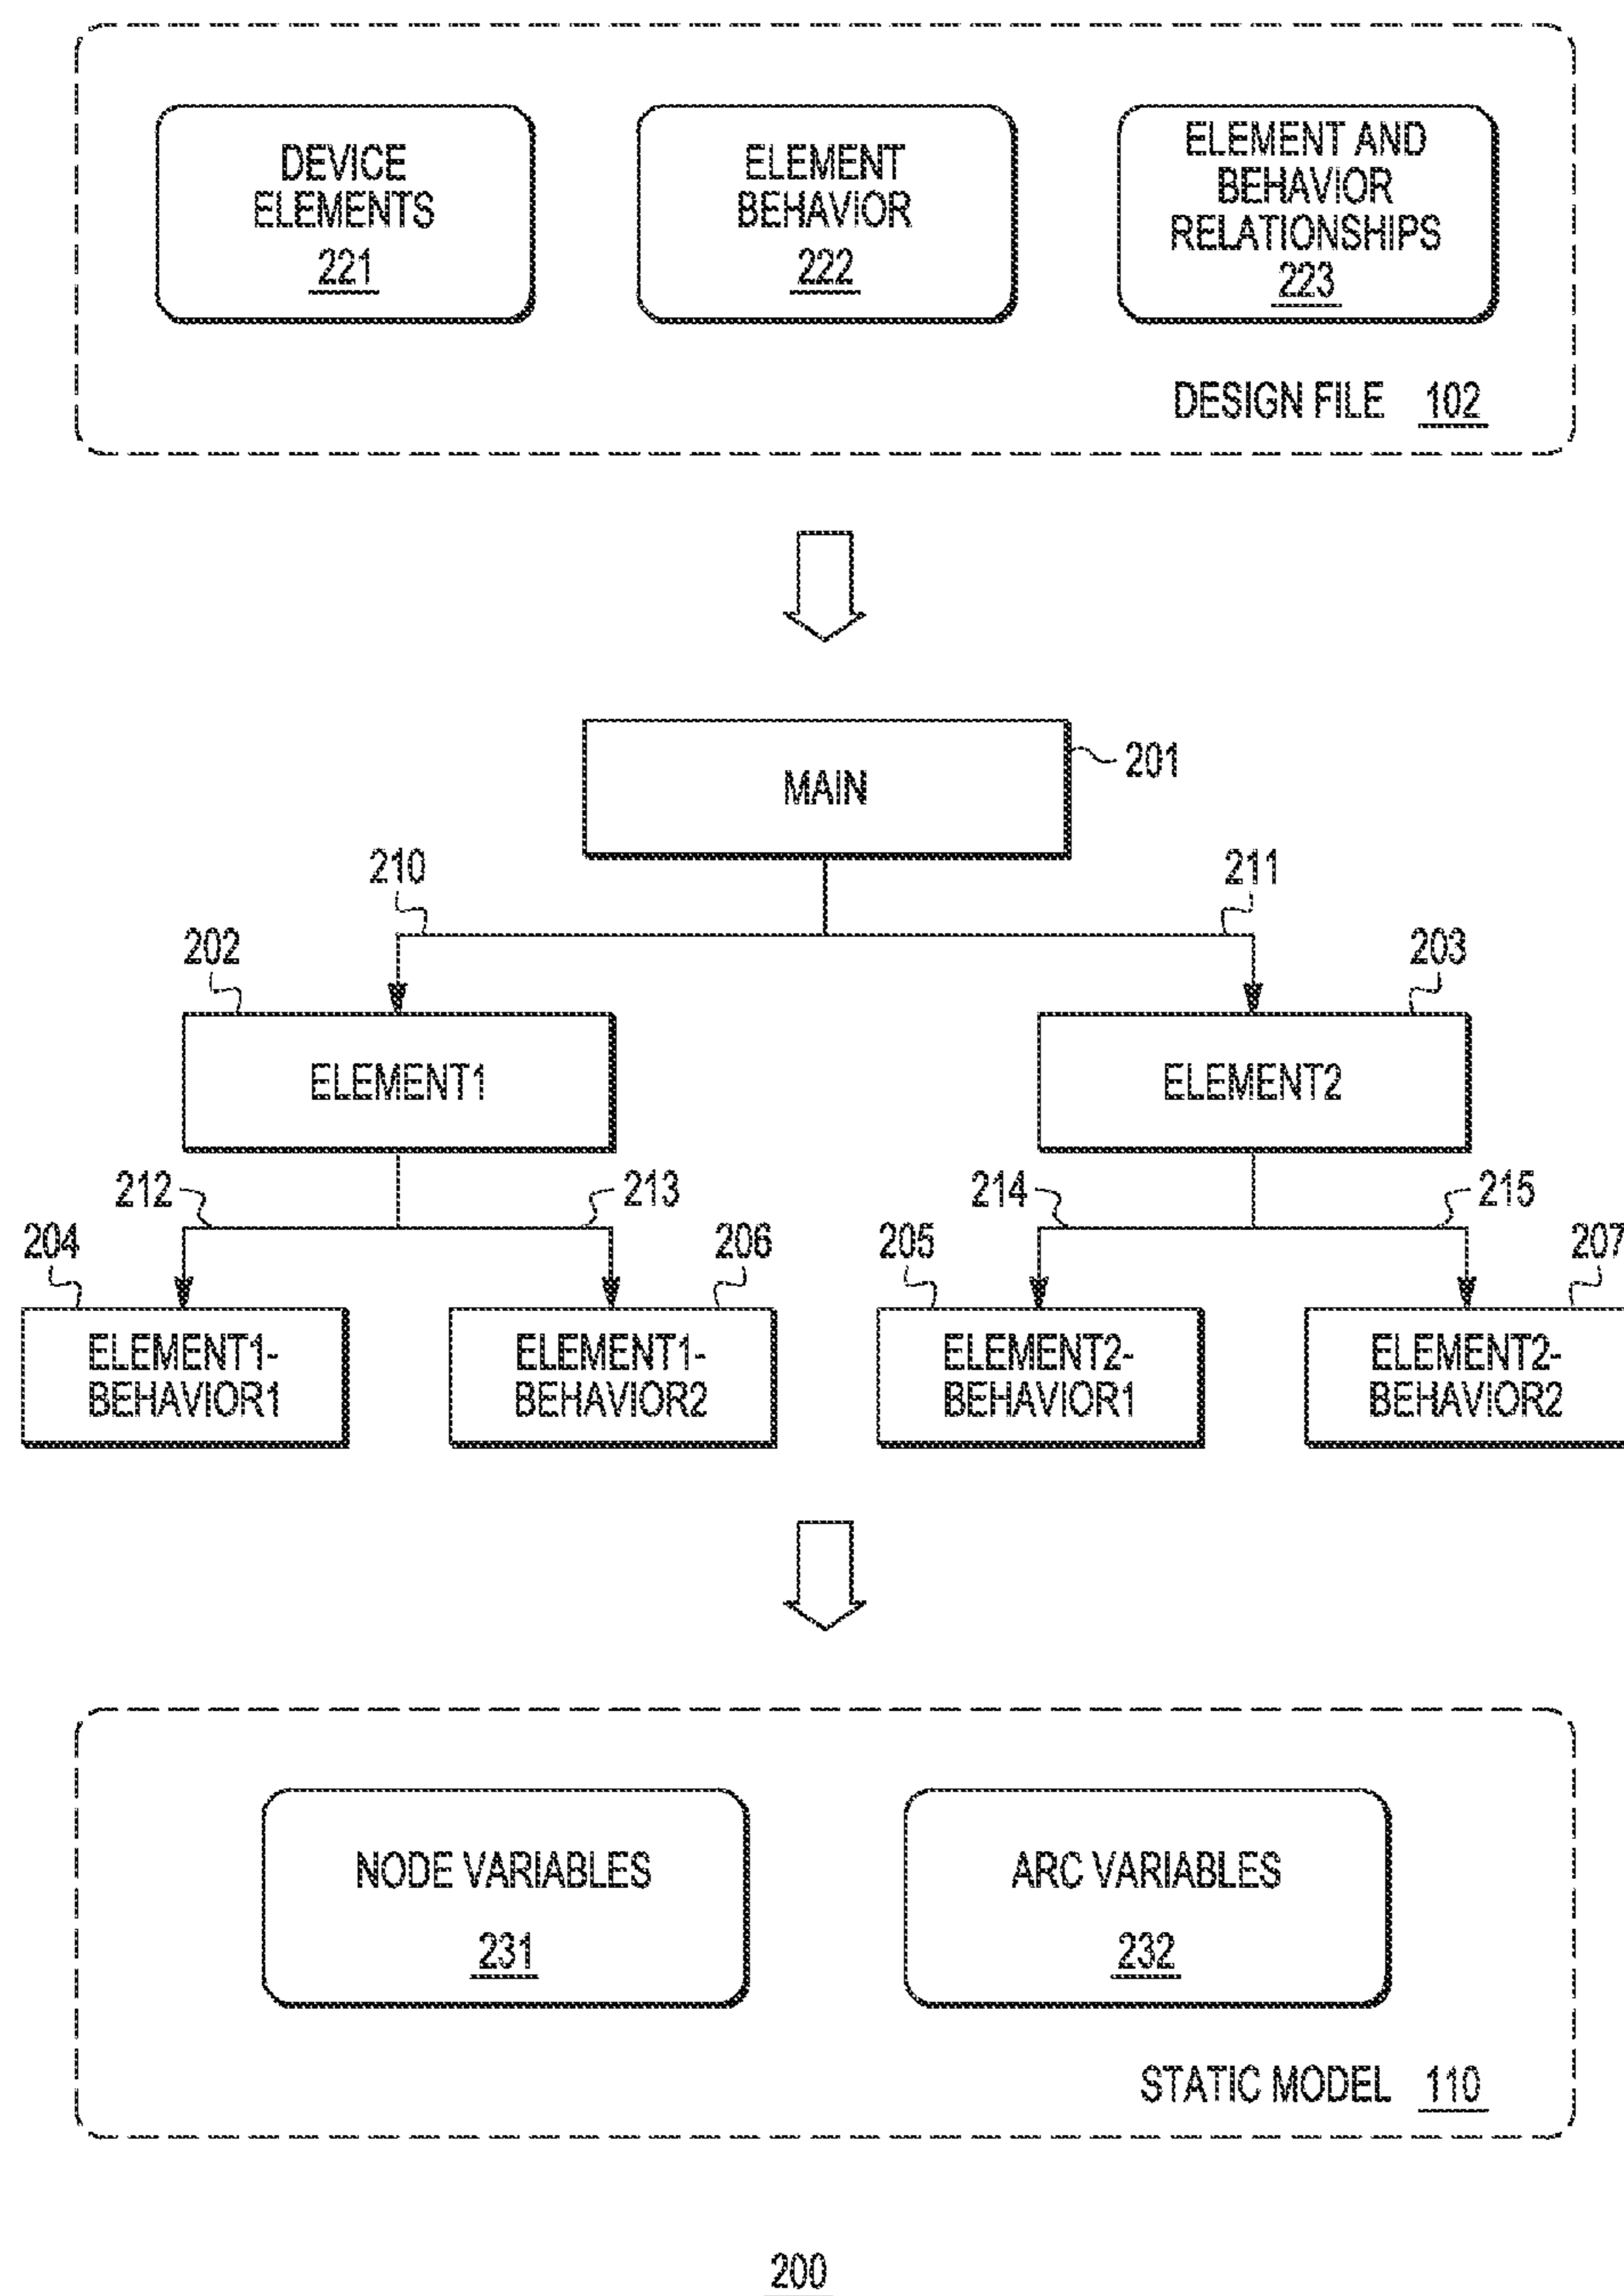 DEVICE
ELEMENTS
221
ELEMENT
BEHAVIOR
222
ELEMENT AND
BEHAVIOR
RELATIONSHIPS
223
DESIGN FILE 102
MAIN
201
210
211
202
203
ELEMENT1
ELEMENT2
212
213
214
215
204
206
205
207
ELEMENT1-
BEHAVIOR1
ELEMENT1-
BEHAVIOR2
ELEMENT2-
BEHAVIOR1
ELEMENT2-
BEHAVIOR2
NODE VARIABLES
231
ARC VARIABLES
232
STATIC MODEL 110
200